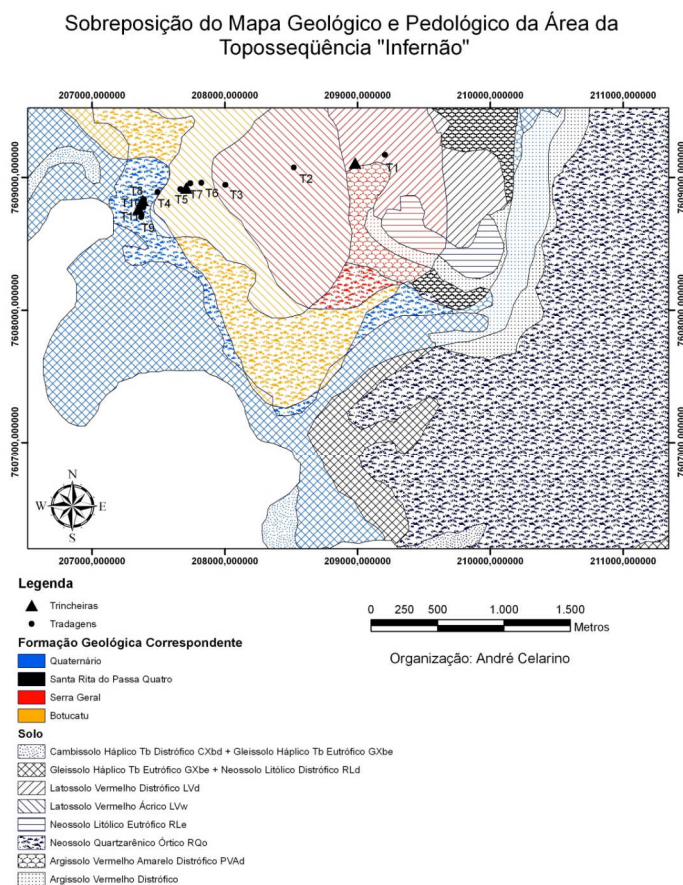 Sobreposição do Mapa Geológico e Pedológico da Área da
Toposseqüência "Infernão"
207000,000000 208000,000000 209000,000000 210000,000000 211000,000000
7609000,000000 7609000,000000
7608000,000000 7608000,000000
7607000,000000 7607000,000000
T1
T2
T3
T6
T7
T5
T4
T8
T9
N
W E
S
207000,000000 208000,000000 209000,000000 210000,000000 211000,000000
Legenda
Trincheiras
Tradagens
Formação Geológica Correspondente
Quaternário
Santa Rita do Passa Quatro
Serra Geral
Botucatu
Solo
Cambissolo Háplico Tb Distrófico CXbd + Gleissolo Háplico Tb Eutrófico GXbe
Gleissolo Háplico Tb Eutrófico GXbe + Neossolo Litólico Distrófico RLd
Latossolo Vermelho Distrófico LVd
Latossolo Vermelho Ácrico LVw
Neossolo Litólico Eutrófico RLe
Neossolo Quartzarênico Órtico RQo
Argissolo Vermelho Amarelo Distrófico PVAd
Argissolo Vermelho Distrófico
0 250 500 1.000 1.500
Metros
Organização: André Celarino